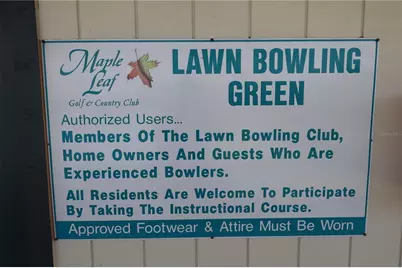 Maple
Leaf
Golf & Country Club
LAWN BOWLING
GREEN
Authorized Users...
Members Of The Lawn Bowling Club,
Home Owners And Guests Who Are
Experienced Bowlers.
All Residents Are Welcome To Participate
By Taking The Instructional Course.
Approved Footwear & Attire Must Be Worn